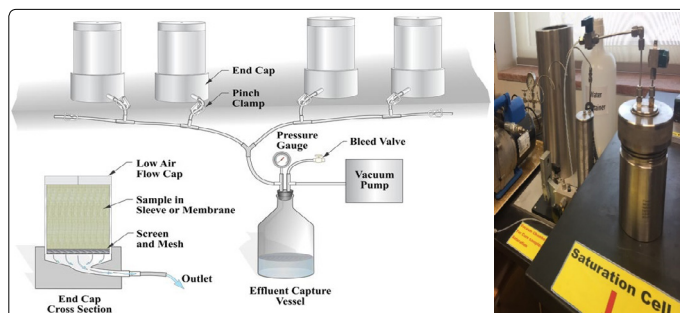 End Cap
Pinch
Clamp
Pressure
Gauge
Bleed Valve
Low Air
Flow Cap
Vacuum
Pump
Sample in
Sleeve or Membrane
Screen
and Mesh
Outlet
End Cap
Cross Section
Effluent Capture
Vessel
Saturation Cell